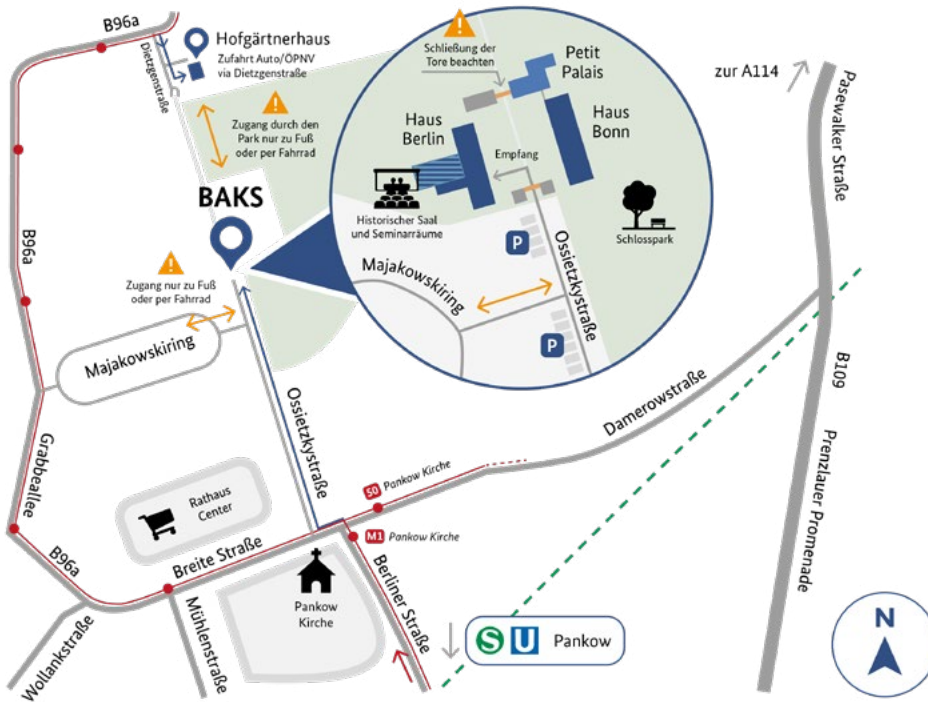 B96a
Hofgärtnerhaus
Zufahrt Auto/ÖPNV
via Dietzgenstraße
Dietzgenstraße
Zugang durch den
Park nur zu Fuß
oder per Fahrrad
BAKS
B96a
Zugang nur zu Fuß
oder per Fahrrad
Majakowskiring
Schließung der
Tore beachten
Petit
Palais
Haus
Berlin
Haus
Bonn
Empfang
Historischer Saal
und Seminarräume
P
Schlosspark
Majakowskiring
Ossietzkystraße
P
zur A114
Pasewalker Straße
B109
Prenzlauer Promenade
Damerowstraße
Ossietzkystraße
Grabbeallee
Rathaus
Center
50 Pankow Kirche
M1 Pankow Kirche
B96a
Breite Straße
Pankow
Kirche
Berliner Straße
Mühlenstraße
Wollankstraße
S U Pankow
N